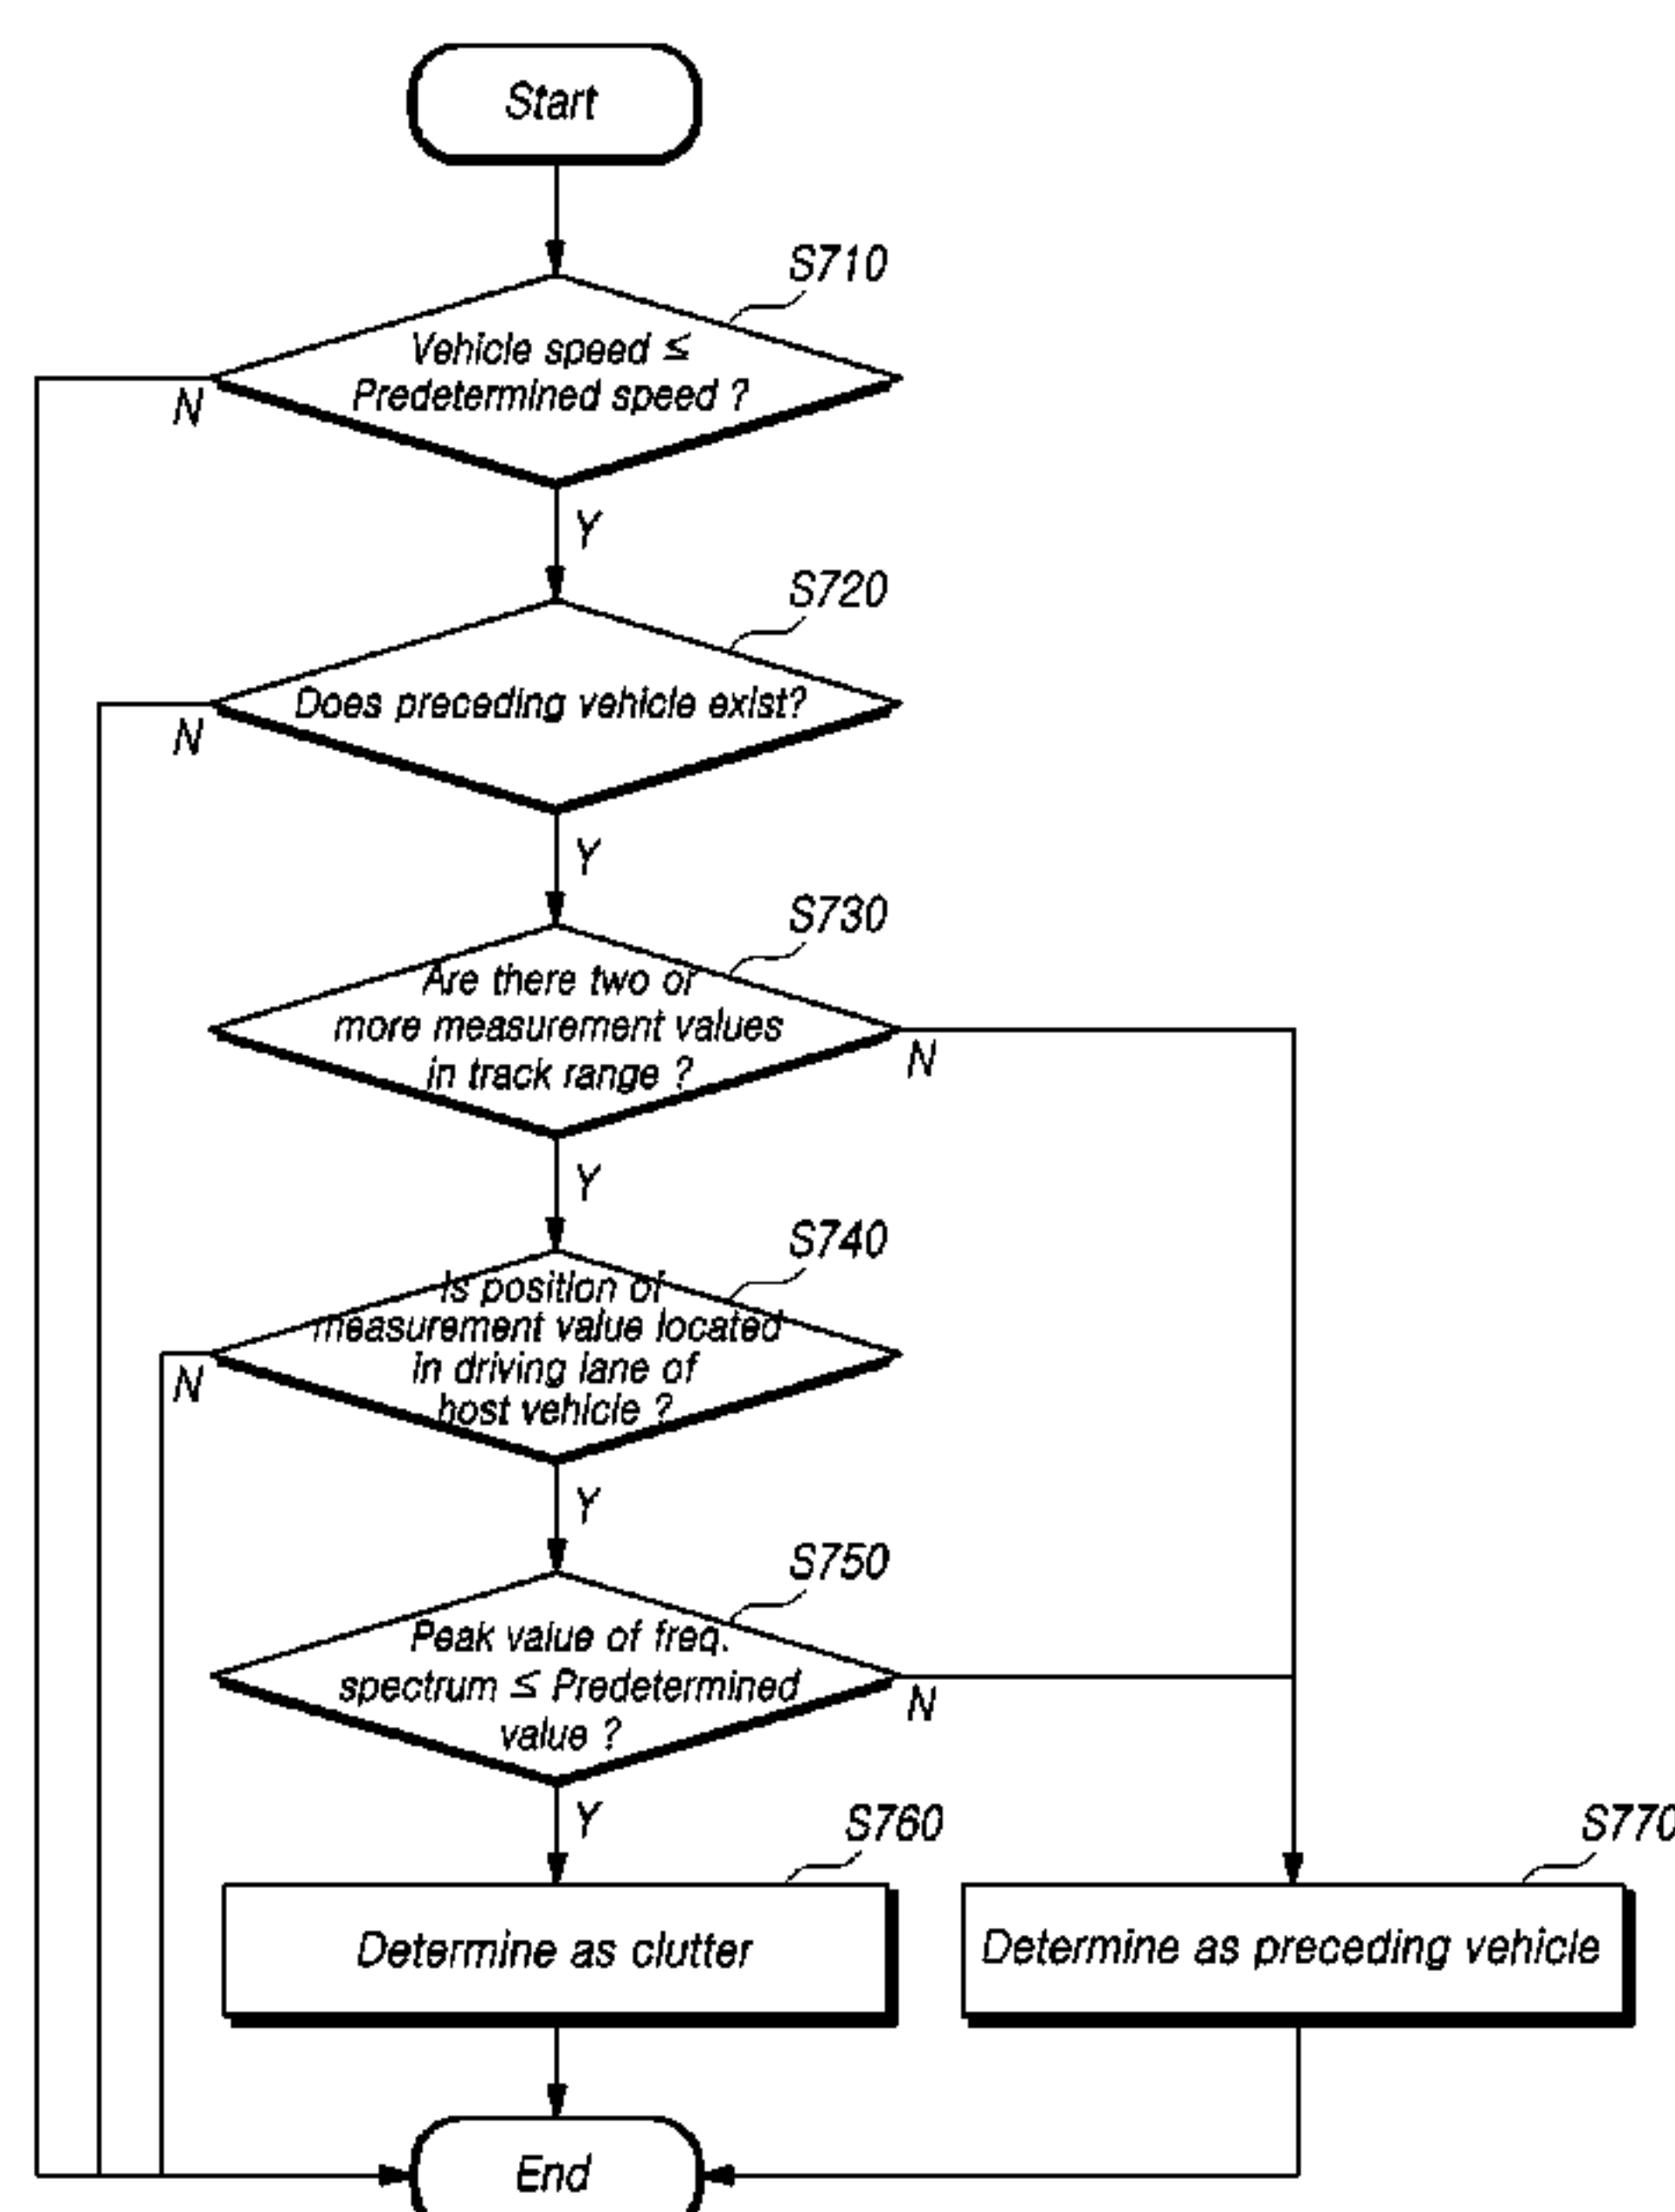 Start
S710
Vehicle speed ≤
Predetermined speed ?
N
Y
S720
Does preceding vehicle exist?
N
Y
S730
Are there two or
more measurement values
in track range ?
N
Y
S740
Is position of
measurement value located
in driving lane of
host vehicle ?
N
Y
S750
Peak value of freq.
spectrum ≤ Predetermined
value ?
N
Y
S760
S770
Determine as clutter
Determine as preceding vehicle
End